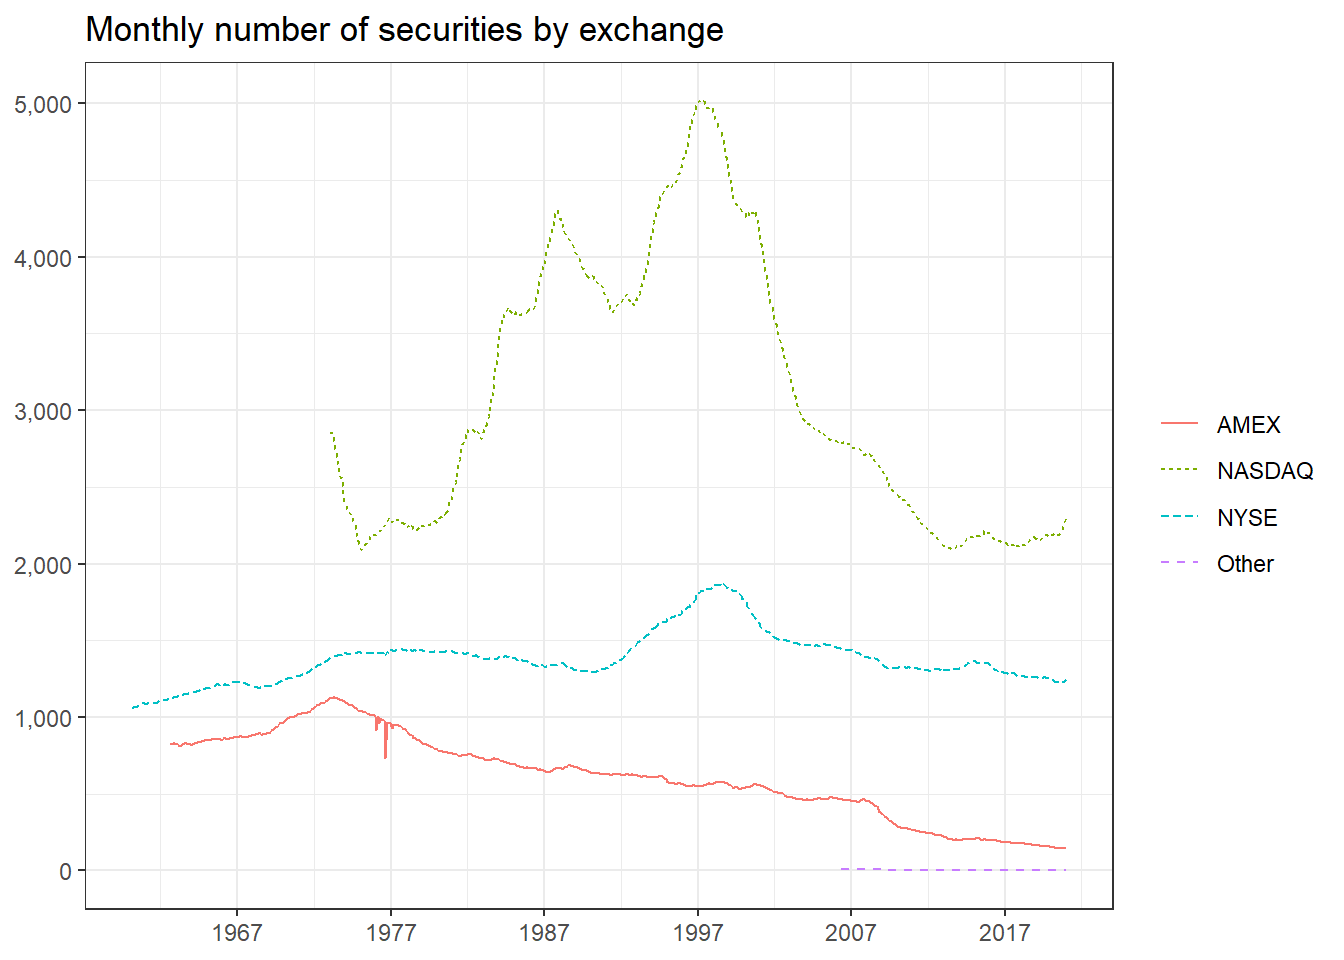 Monthly number of securities by exchange
5,000
4,000
3,000
2,000
1,000
0
1967 1977 1987 1997 2007 2017
AMEX
NASDAQ
NYSE
Other